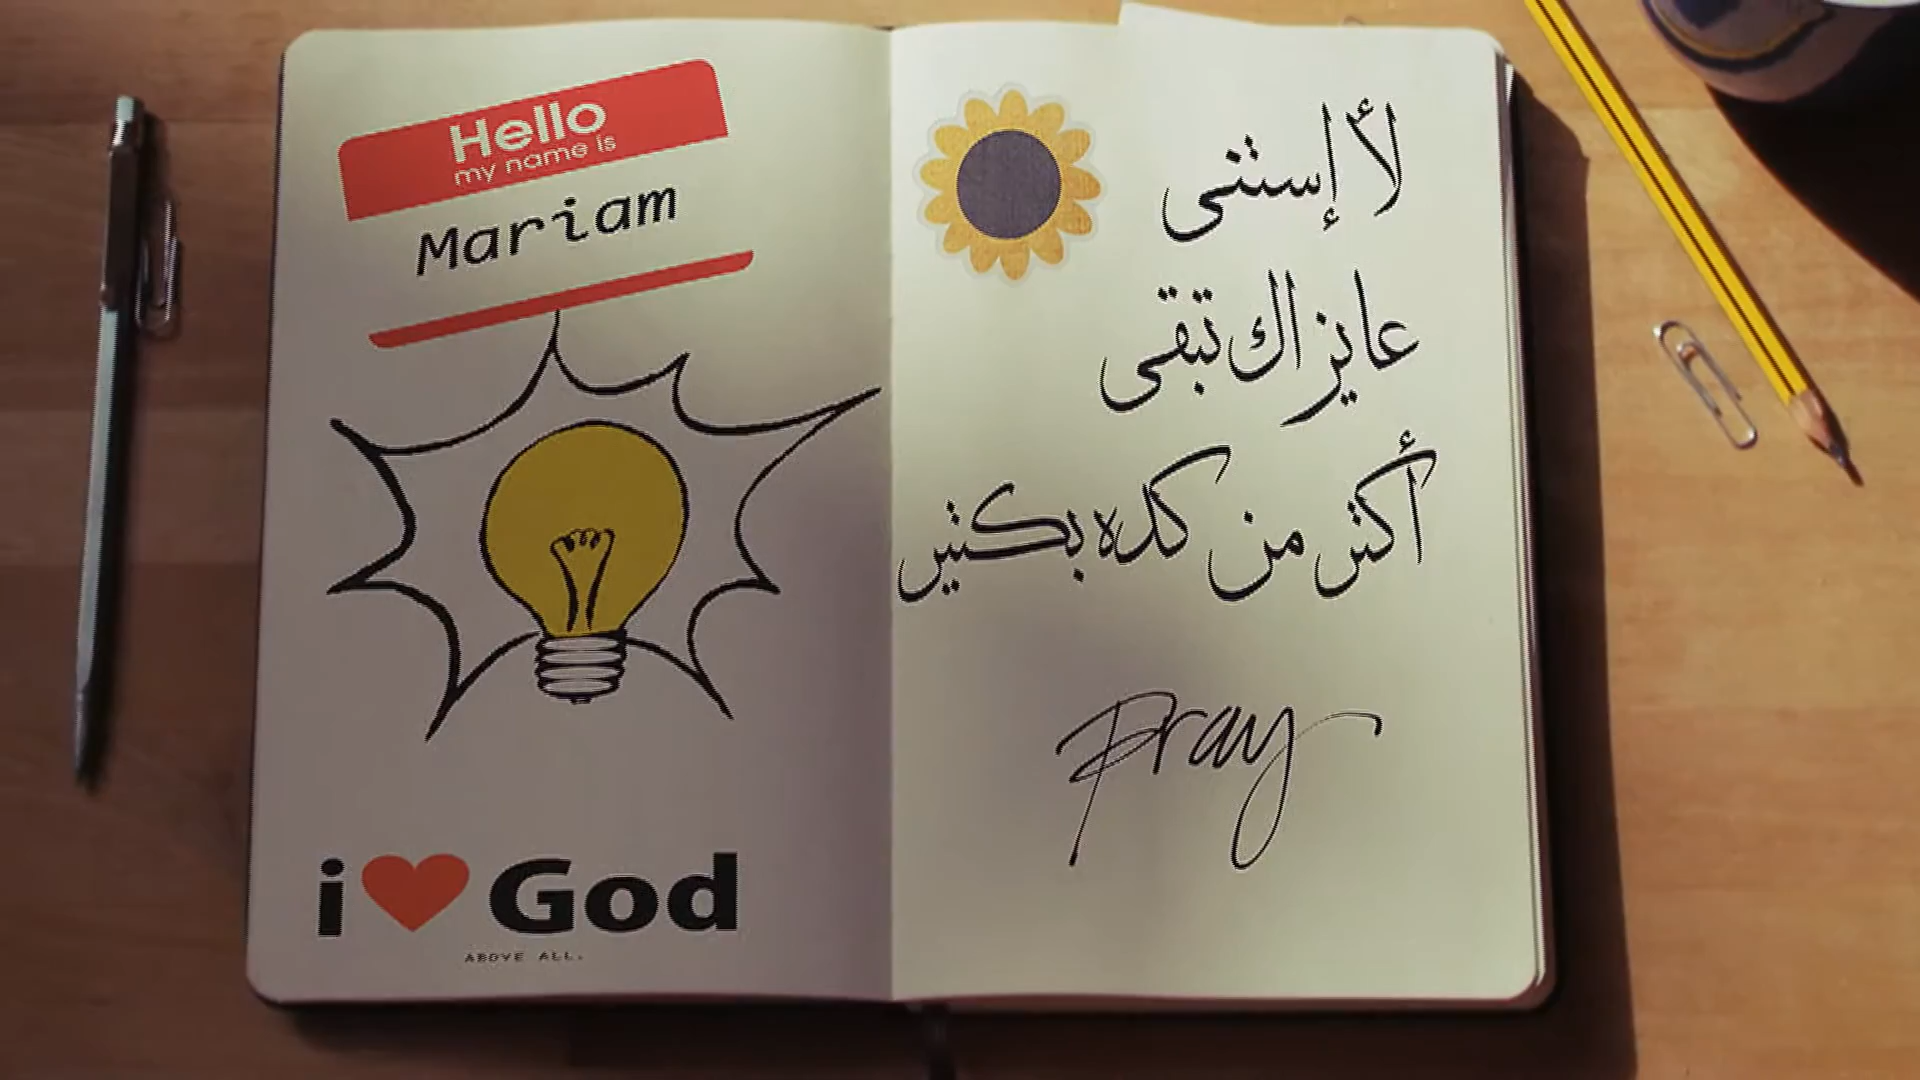 Hello
my name is
Mariam
i ❤ God
ABOVE ALL.
لأ إستنى
عايزاك تبقى
أكتر من كده بكتير
Pray